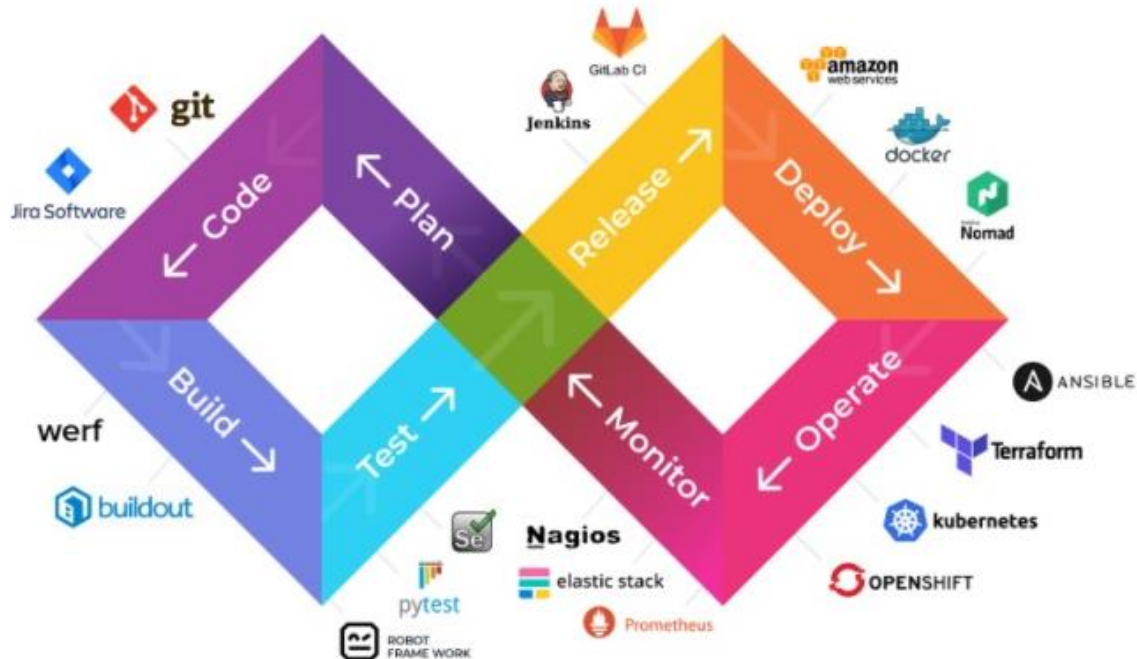 GitLab CI
Jenkins
amazon
web services
git
docker
Jira Software
Nomad
Code
Plan
Release
Deploy
Build
Test
Monitor
Operate
ANSIBLE
werf
Terraform
buildout
Se
Nagios
kubernetes
elastic stack
OPENSHIFT
pytest
Prometheus
ROBOT
FRAME WORK